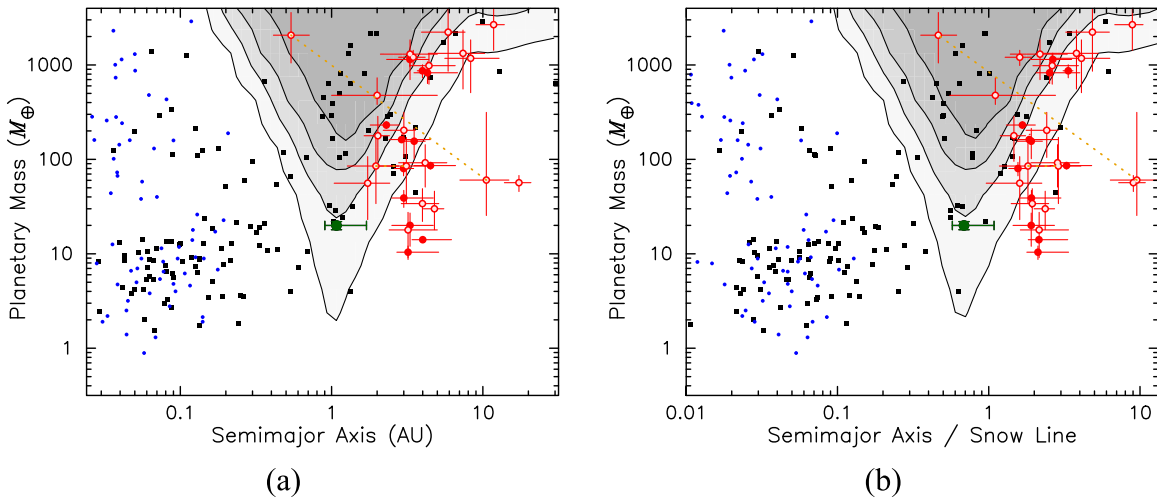 Planetary Mass (M⊕)
1000
100
10
1
0.1
1
10
Semimajor Axis (AU)
(a)
Planetary Mass (M⊕)
1000
100
10
1
0.01
0.1
1
10
Semimajor Axis / Snow Line
(b)